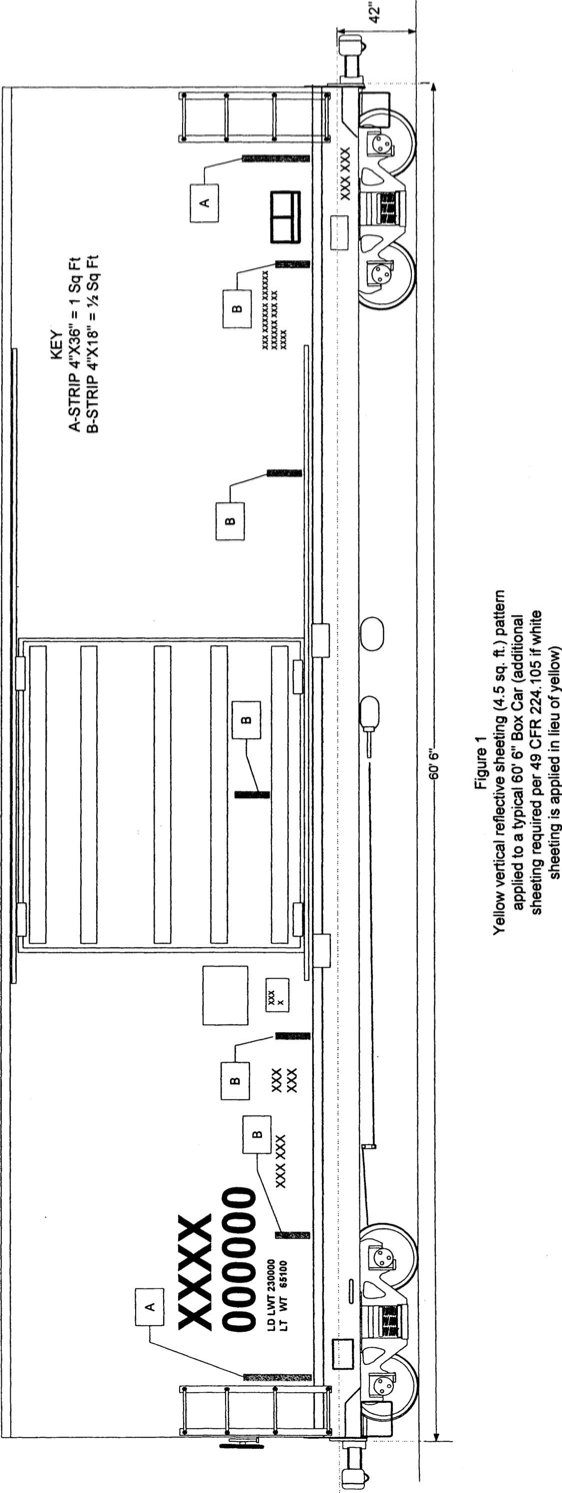 42"
KEY
A-STRIP 4"X36" = 1 Sq Ft
B-STRIP 4"X18" = ½ Sq Ft
A
B
B
B
B
B
A
XXXX
000000
LD LWT 230000
LT WT 65100
XXX XXX
XXX
XXX
XXX
X
XXX XXXXXX XXXXXX
XXXXXX XXX XX
XXXX
XXX XXX
60' 6"
Figure 1
Yellow vertical reflective sheeting (4.5 sq. ft.) pattern
applied to a typical 60' 6" Box Car (additional
sheeting required per 49 CFR 224.105 if white
sheeting is applied in lieu of yellow)